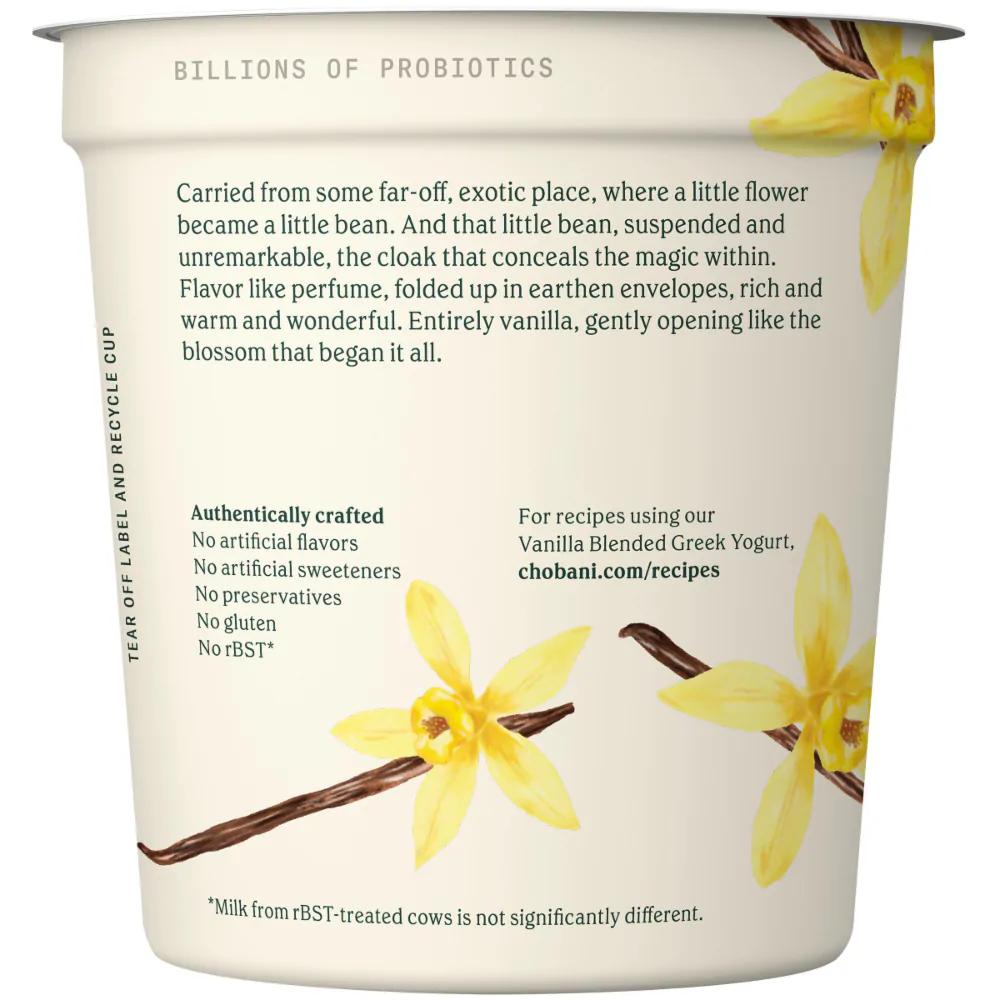 BILLIONS OF PROBIOTICS
Carried from some far-off, exotic place, where a little flower
became a little bean. And that little bean, suspended and
unremarkable, the cloak that conceals the magic within.
Flavor like perfume, folded up in earthen envelopes, rich and
warm and wonderful. Entirely vanilla, gently opening like the
blossom that began it all.
TEAR OFF LABEL AND RECYCLE CUP
Authentically crafted
No artificial flavors
No artificial sweeteners
No preservatives
No gluten
No rBST*
For recipes using our
Vanilla Blended Greek Yogurt,
chobani.com/recipes
*Milk from rBST-treated cows is not significantly different.